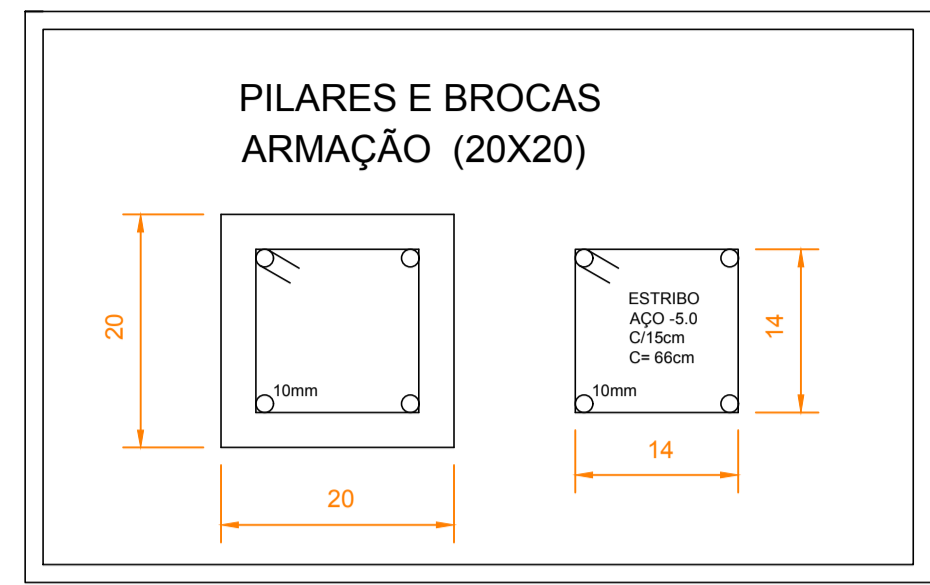 PILARES E BROCAS
ARMAÇÃO (20X20)
20
10mm
20
ESTRIBO
AÇO -5.0
C/15cm
C= 66cm
10mm
14
14